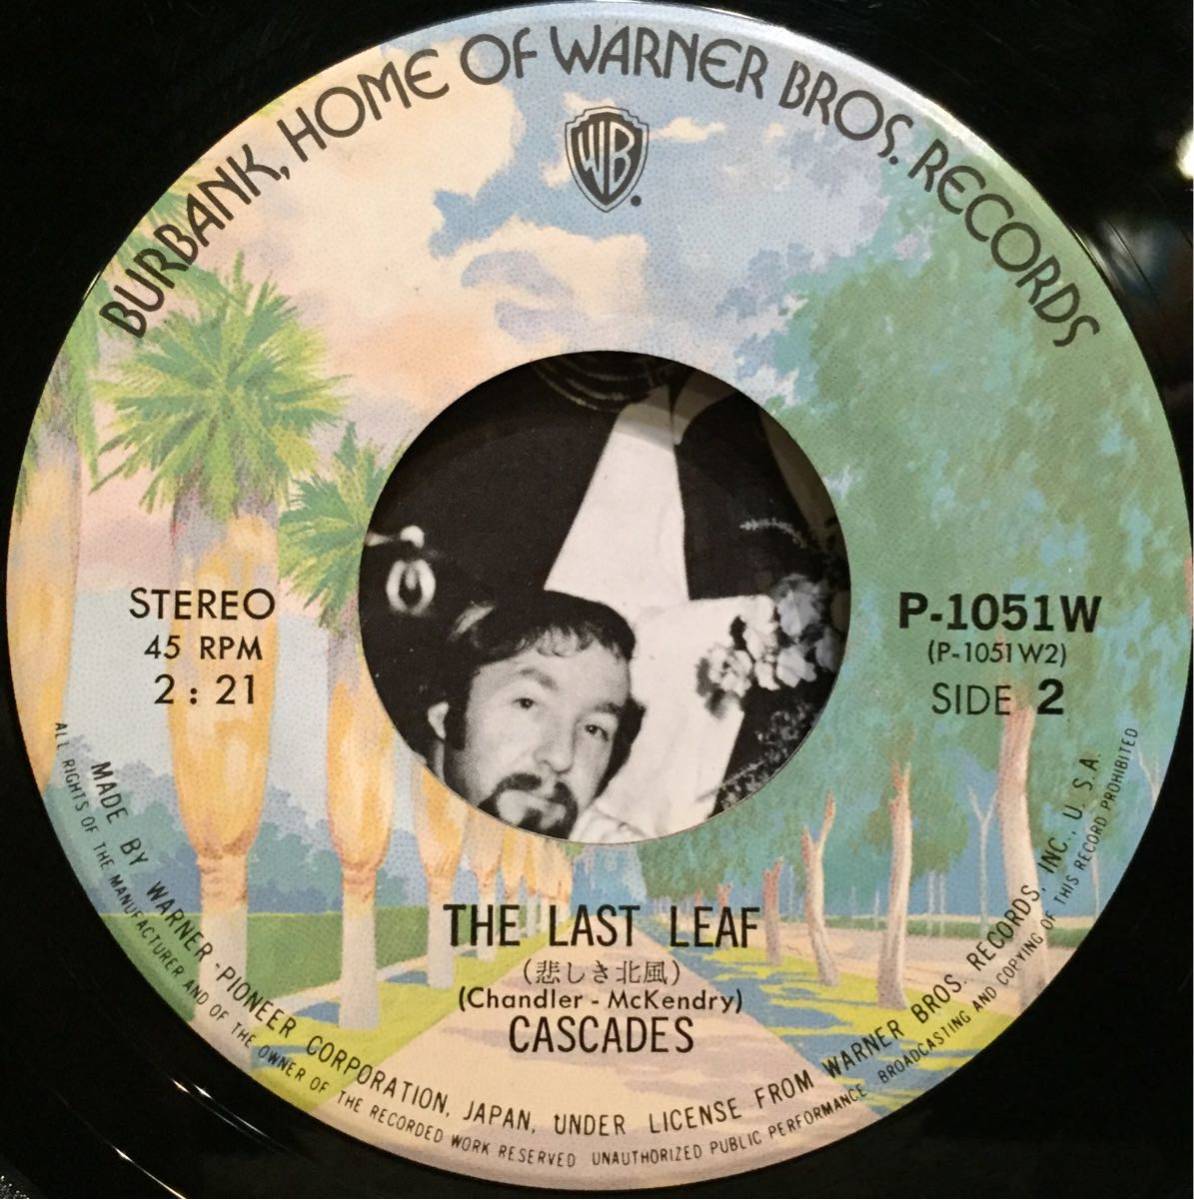 BURBANK, HOME OF WARNER BROS. RECORDS
WB
STEREO
45 RPM
2:21
P-1051W
(P-1051W2)
SIDE 2
THE LAST LEAF
(悲しき北風)
(Chandler - McKendry)
CASCADES
MADE BY WARNER-PIONEER CORPORATION, JAPAN, UNDER LICENSE FROM WARNER BROS. RECORDS, INC., U. S. A.
ALL RIGHTS OF THE MANUFACTURER AND OF THE OWNER OF THE RECORDED WORK RESERVED UNAUTHORIZED PUBLIC PERFORMANCE BROADCASTING AND COPYING OF THIS RECORD PROHIBITED